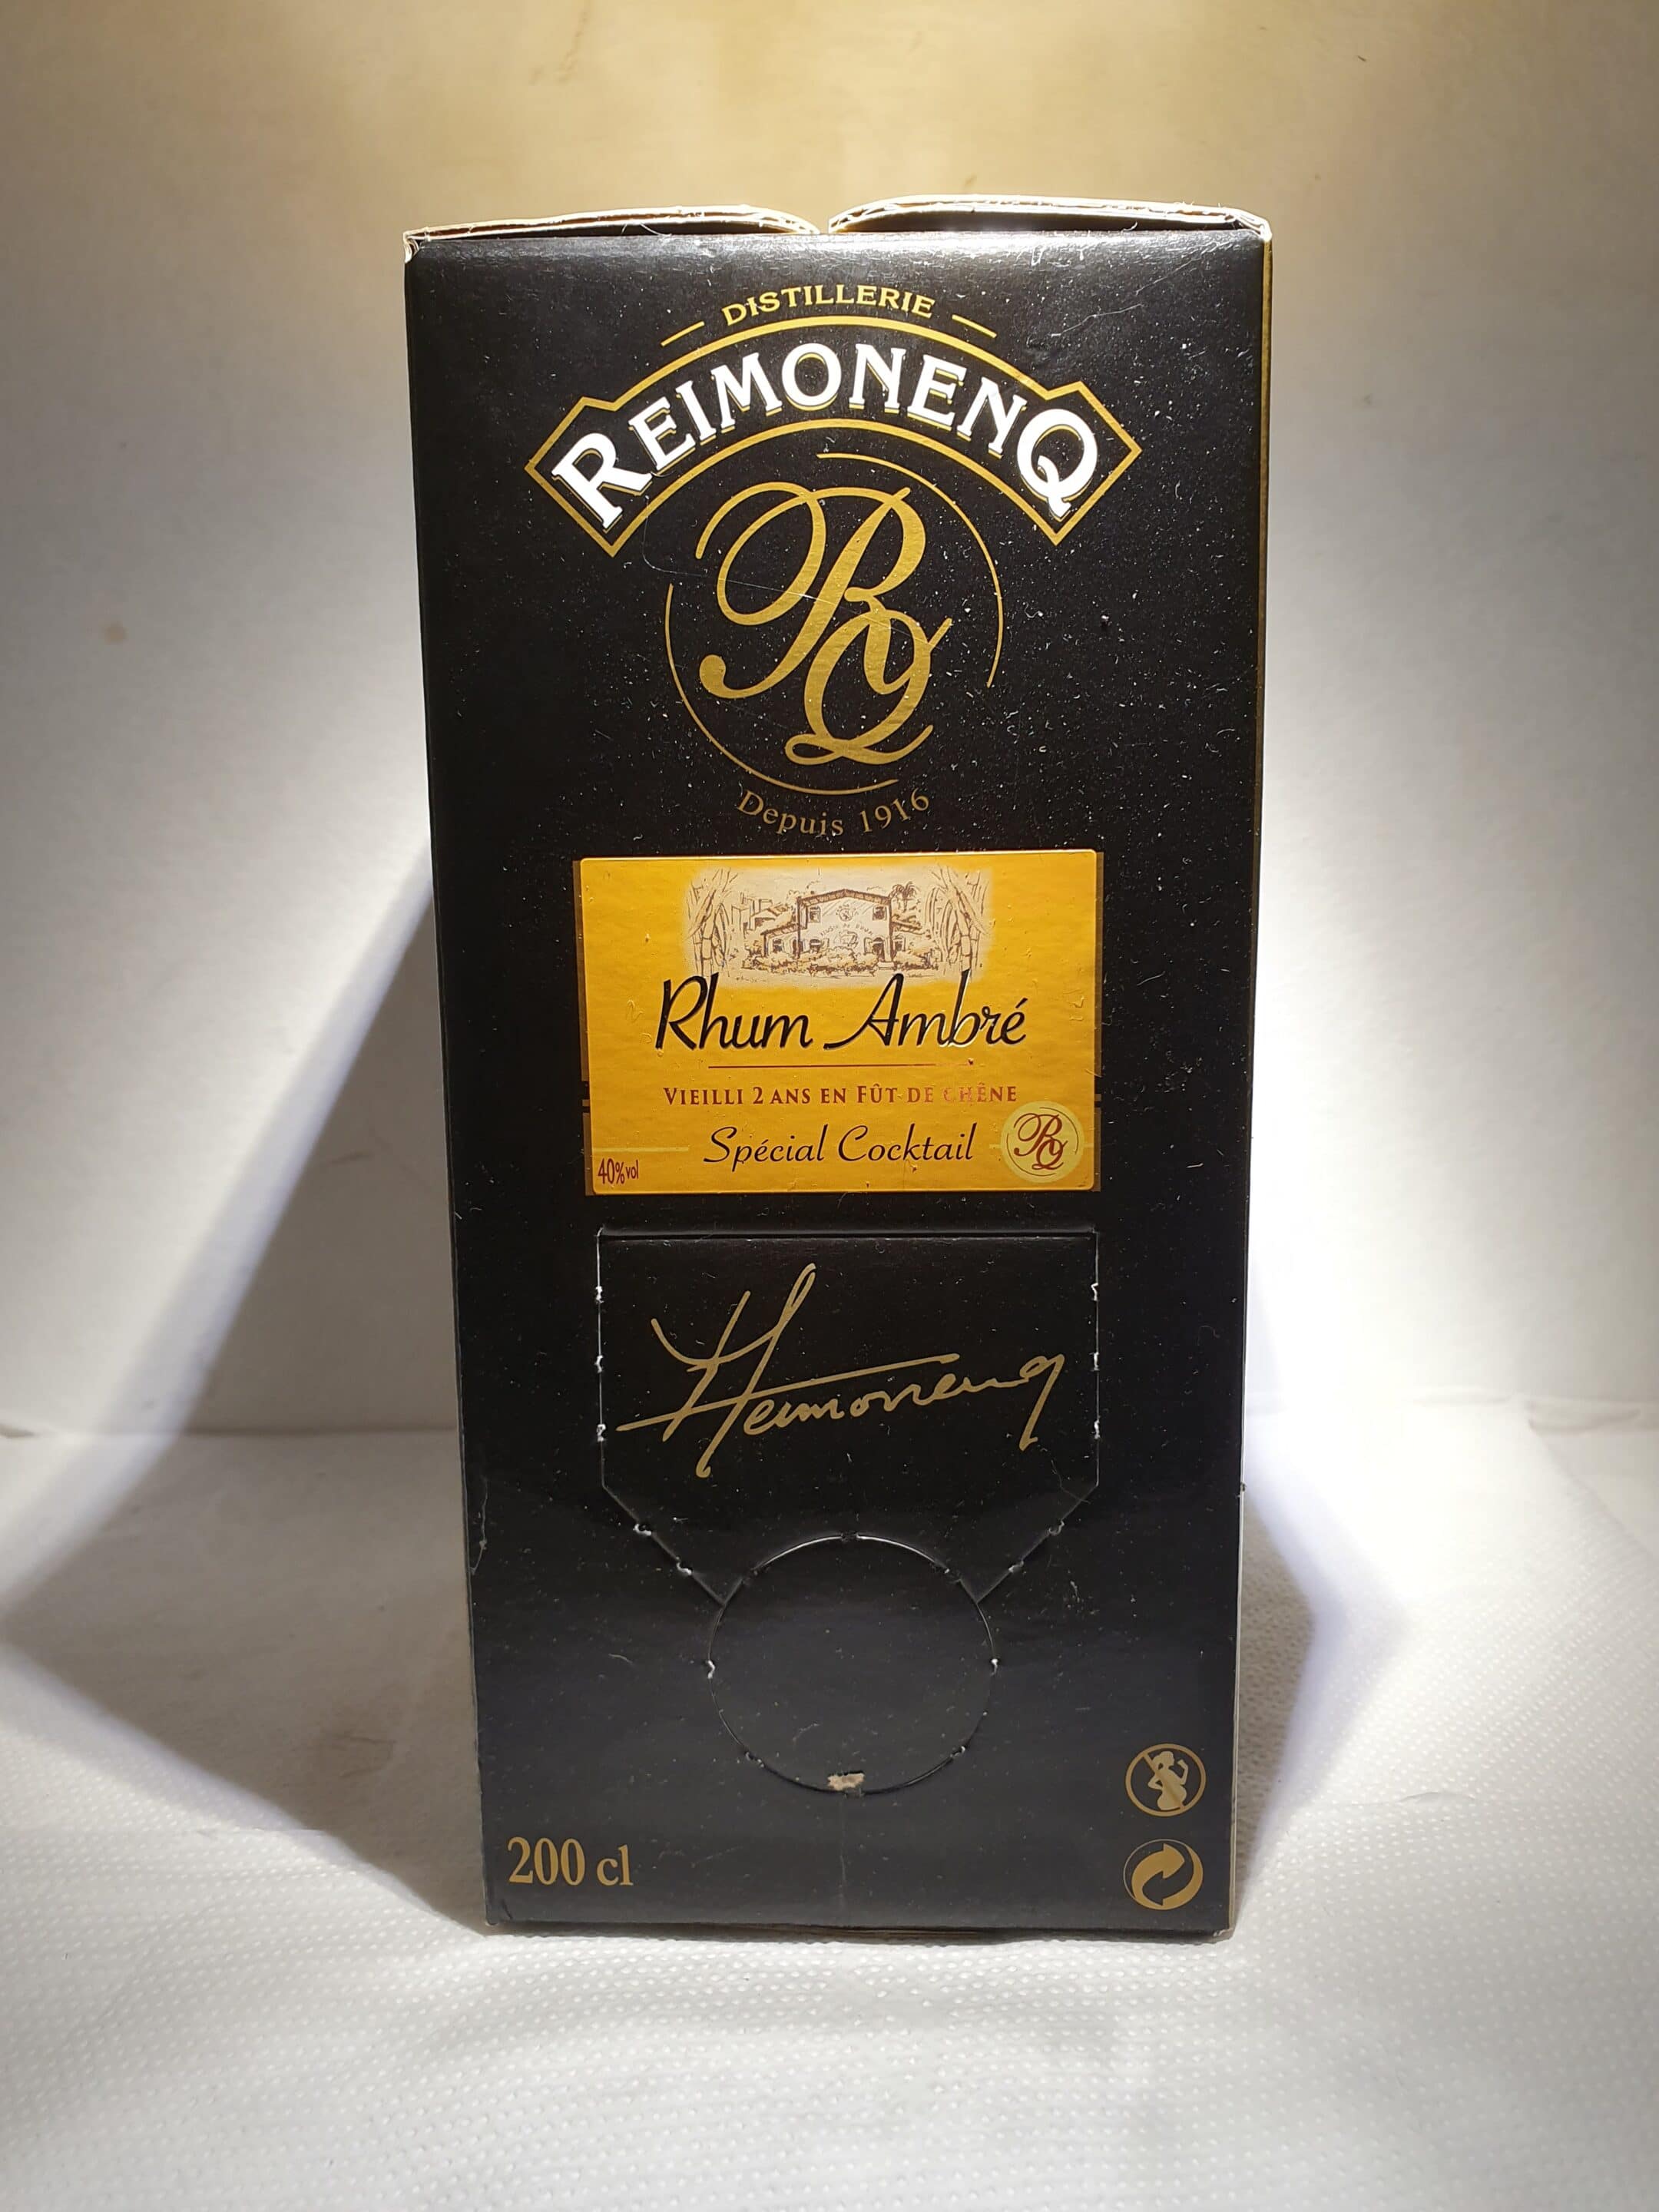 DISTILLERIE
REIMONENQ
RQ
Depuis 1916
Rhum Ambré
VIEILLI 2 ANS EN FÛT DE CHÊNE
Spécial Cocktail
RQ
40%vol
Reimonenq
200 cl